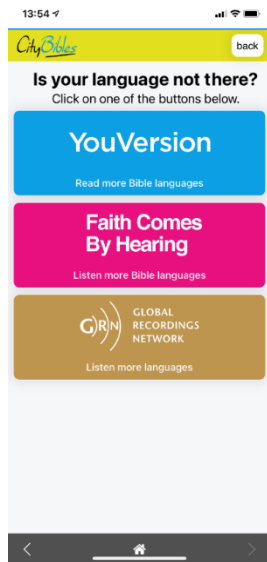 13:54
CityBibles
back
Is your language not there?
Click on one of the buttons below.
YouVersion
Read more Bible languages
Faith Comes
By Hearing
Listen more Bible languages
G)R)N)
GLOBAL
RECORDINGS
NETWORK
Listen more languages